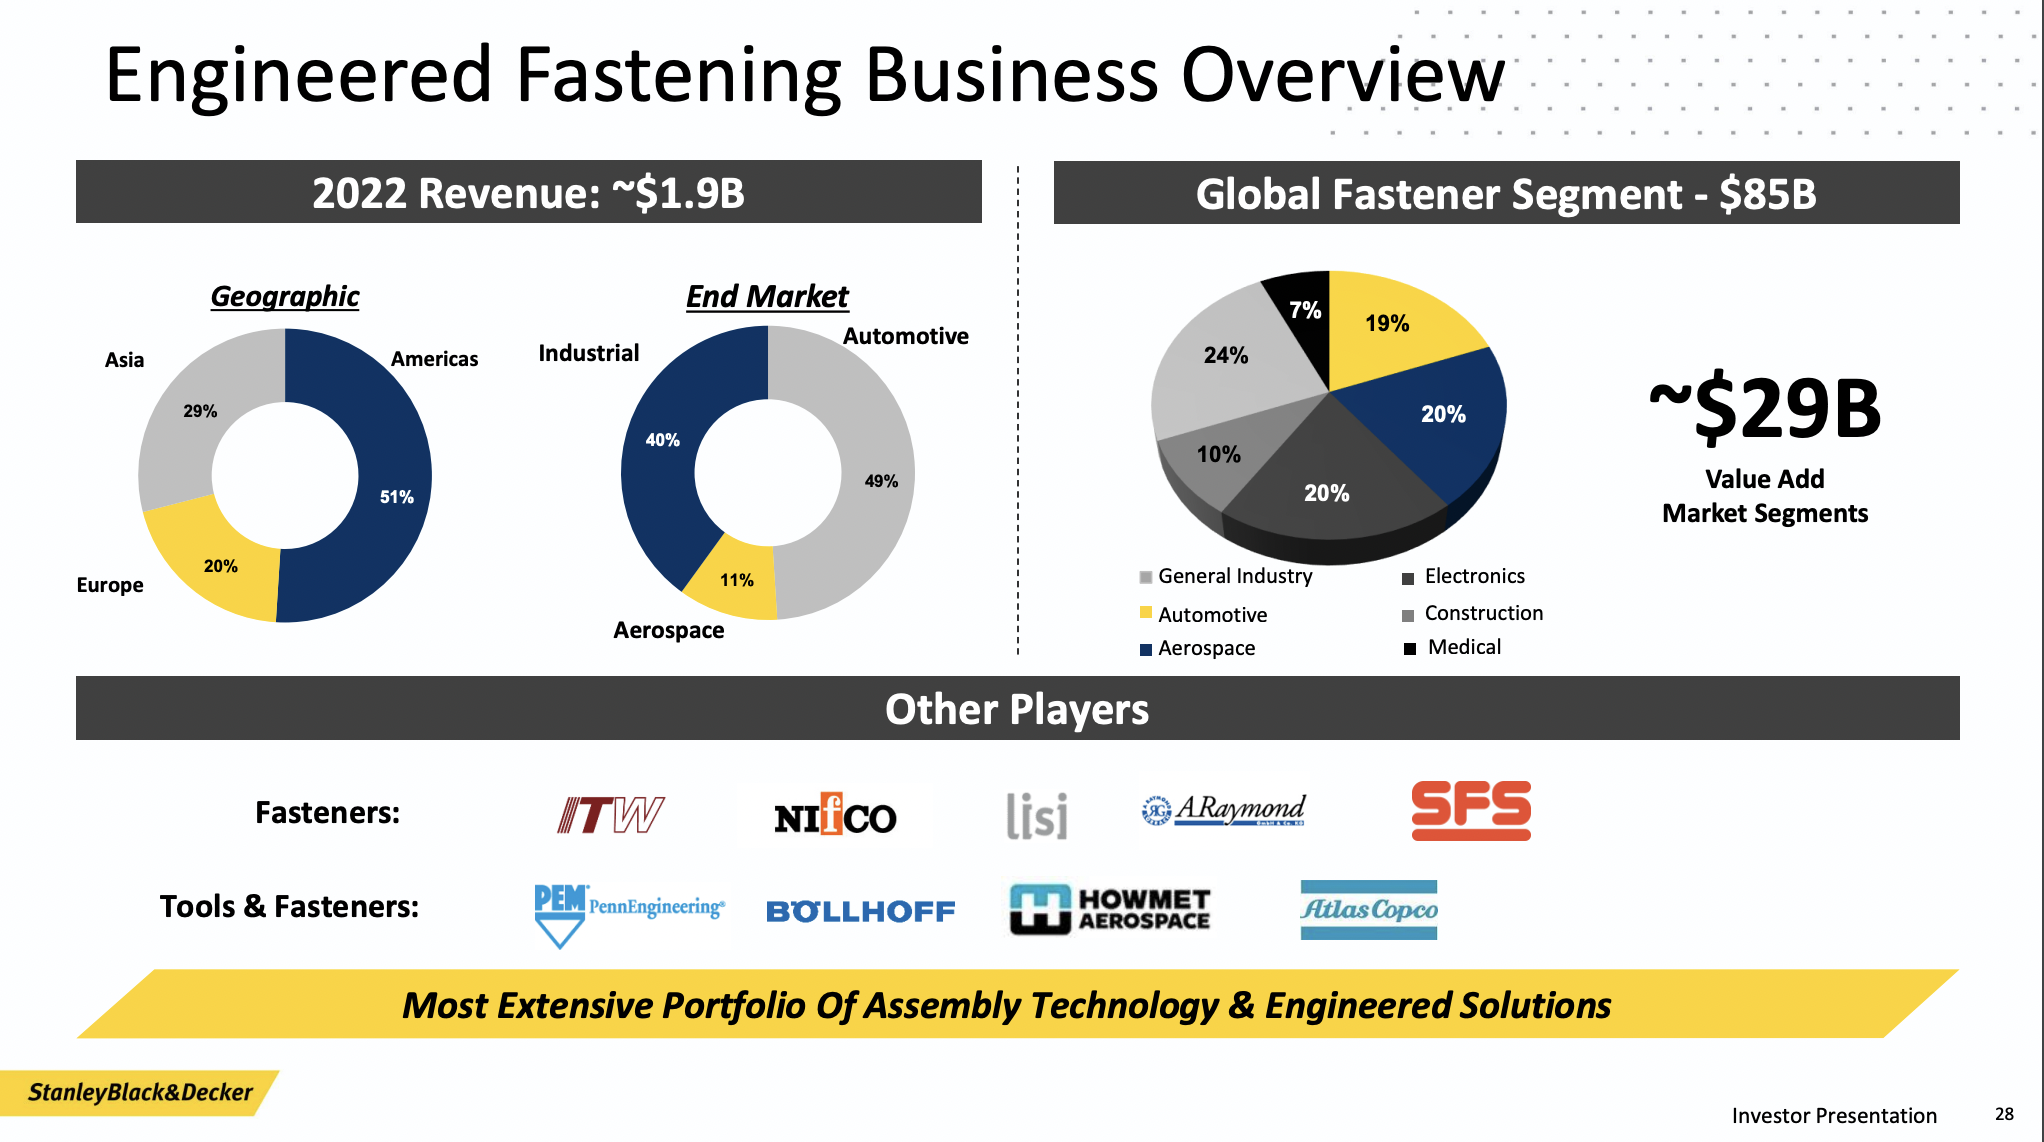 Engineered Fastening Business Overview
2022 Revenue: ~$1.9B
Geographic
Asia
Americas
29%
51%
20%
Europe
End Market
Industrial
Automotive
40%
49%
11%
Aerospace
Global Fastener Segment - $85B
7%
19%
24%
20%
10%
20%
General Industry
Electronics
Automotive
Construction
Aerospace
Medical
~$29B
Value Add
Market Segments
Other Players
Fasteners:
ITW
NIfCO
lisi
ARaymond
GmbH & Co. KG
SFS
Tools & Fasteners:
PEM® PennEngineering®
BÖLLHOFF
HOWMET
AEROSPACE
Atlas Copco
Most Extensive Portfolio Of Assembly Technology & Engineered Solutions
StanleyBlack&Decker
Investor Presentation
28